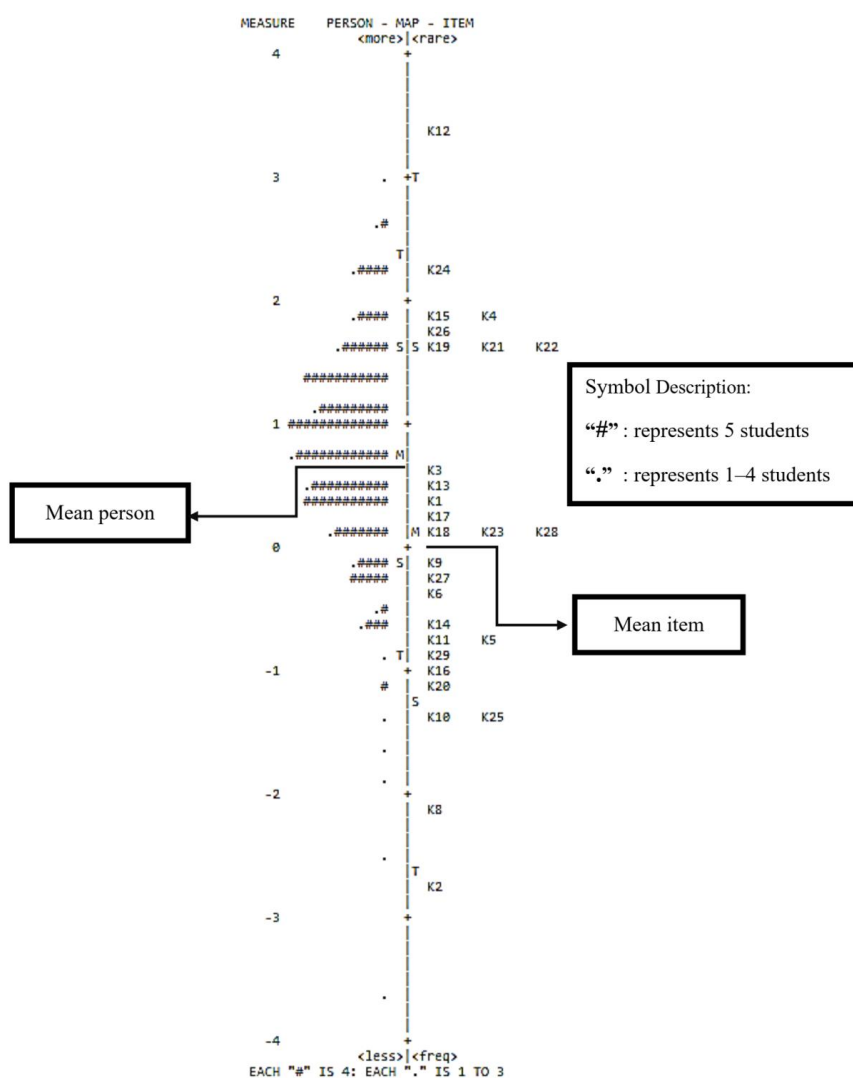 MEASURE PERSON - MAP - ITEM
<more>|<rare>
4 +
|
|
|
|
|
| K12
|
|
|
3 . +T
|
|
|
.# |
|
T|
.#### | K24
|
2 +
.#### | K15 K4
| K26
.###### S|S K19 K21 K22
|
########### |
|
.######## |
1 ############# +
|
.############ M|
| K3
.######## | K13
########### | K1
| K17
.###### |M K18 K23 K28
0 +
.#### S| K9
##### | K27
| K6
.# |
.### | K14
| K11 K5
. T| K29
-1 + K16
# | K20
|S
. | K10 K25
|
. |
|
. |
-2 +
| K8
|
|
|
. |
|T
| K2
|
-3 +
|
|
|
|
|
. |
|
|
|
-4 +
<less>|<freq>
EACH "#" IS 4: EACH "." IS 1 TO 3
Symbol Description:
“#” : represents 5 students
“.” : represents 1–4 students
Mean person
Mean item